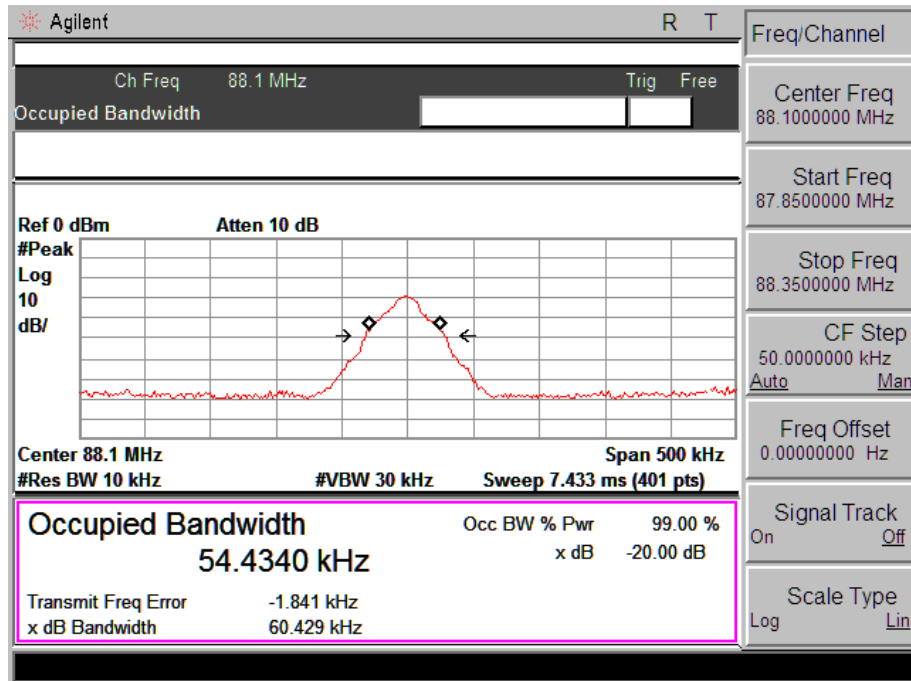 Agilent R T
Ch Freq 88.1 MHz Trig Free
Occupied Bandwidth
Ref 0 dBm Atten 10 dB
#Peak
Log
10
dB/
Center 88.1 MHz Span 500 kHz
#Res BW 10 kHz #VBW 30 kHz Sweep 7.433 ms (401 pts)
Occupied Bandwidth Occ BW % Pwr 99.00 %
54.4340 kHz x dB -20.00 dB
Transmit Freq Error -1.841 kHz
x dB Bandwidth 60.429 kHz
Freq/Channel
Center Freq
88.1000000 MHz
Start Freq
87.8500000 MHz
Stop Freq
88.3500000 MHz
CF Step
50.0000000 kHz
Auto Man
Freq Offset
0.00000000 Hz
Signal Track
On Off
Scale Type
Log Lin